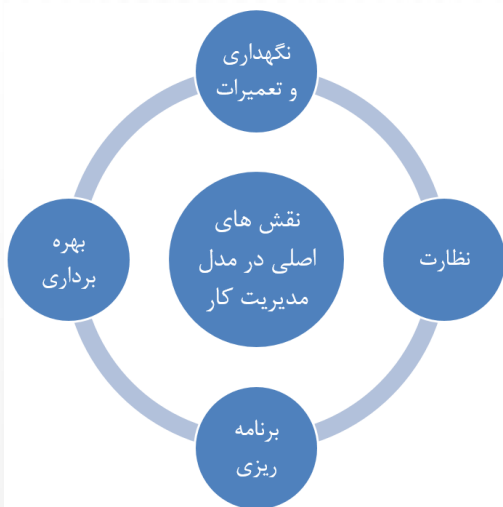 نگهداری
و تعمیرات
نقش های
اصلی در مدل
مدیریت کار
نظارت
بهره
برداری
برنامه
ریزی